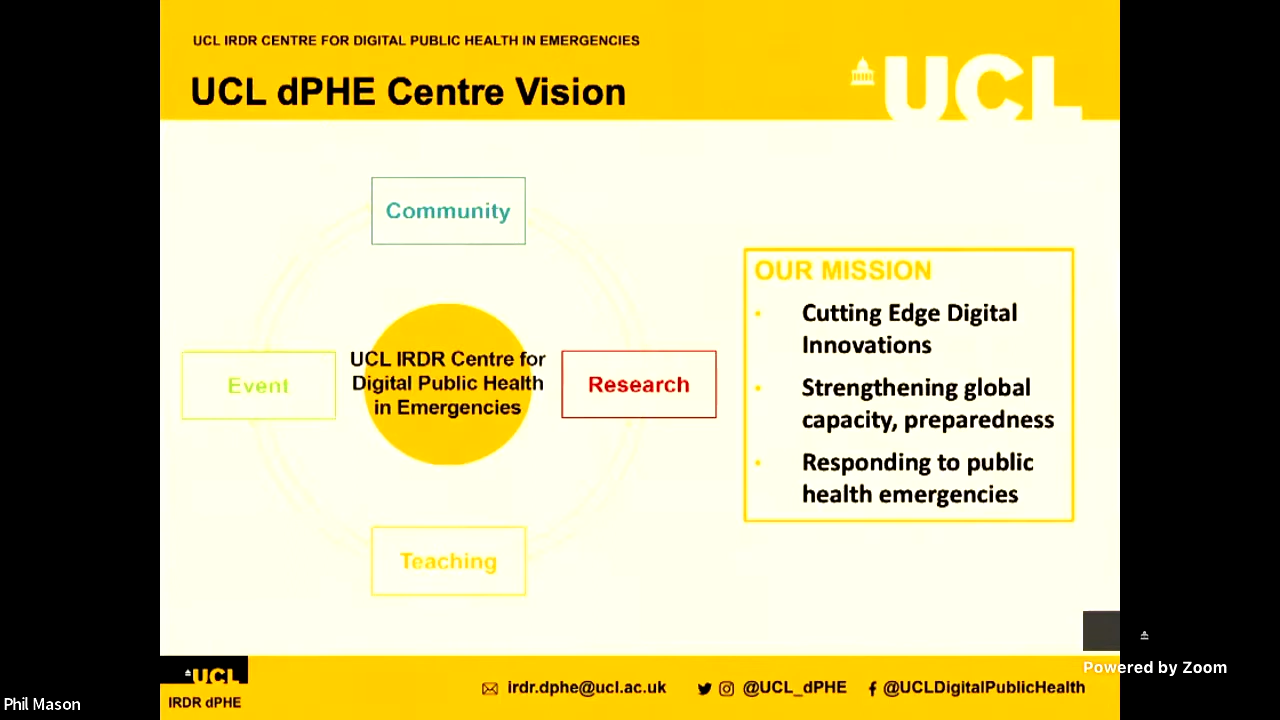 UCL IRDR CENTRE FOR DIGITAL PUBLIC HEALTH IN EMERGENCIES
UCL dPHE Centre Vision
UCL
Community
Event
UCL IRDR Centre for
Digital Public Health
in Emergencies
Research
Teaching
OUR MISSION
• Cutting Edge Digital
Innovations
• Strengthening global
capacity, preparedness
• Responding to public
health emergencies
UCL
IRDR dPHE
irdr.dphe@ucl.ac.uk
@UCL_dPHE
@UCLDigitalPublicHealth
Powered by Zoom
Phil Mason